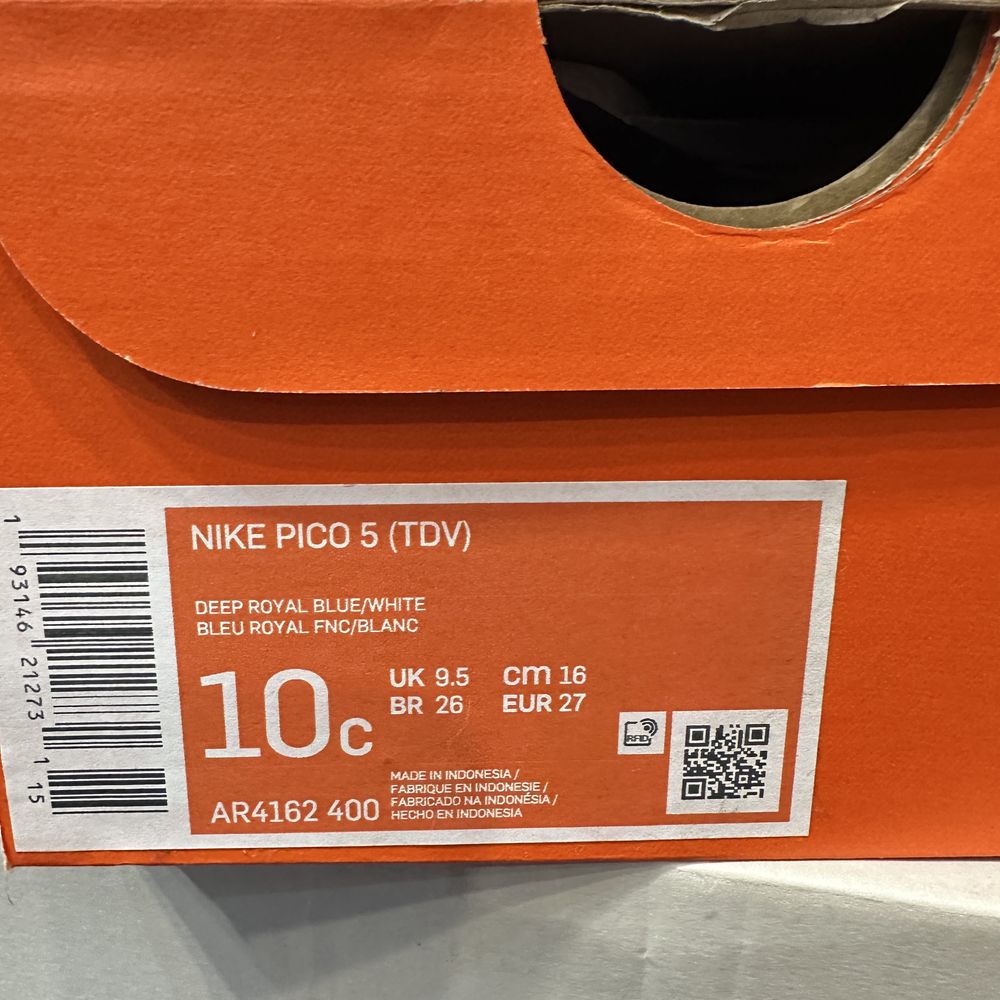 NIKE PICO 5 (TDV)
DEEP ROYAL BLUE/WHITE
BLEU ROYAL FNC/BLANC
10C
UK 9.5 cm 16
BR 26 EUR 27
MADE IN INDONESIA /
FABRIQUE EN INDONESIE /
FABRICADO NA INDONÉSIA /
HECHO EN INDONESIA
AR4162 400
RFID
1 93146 21273 1 15